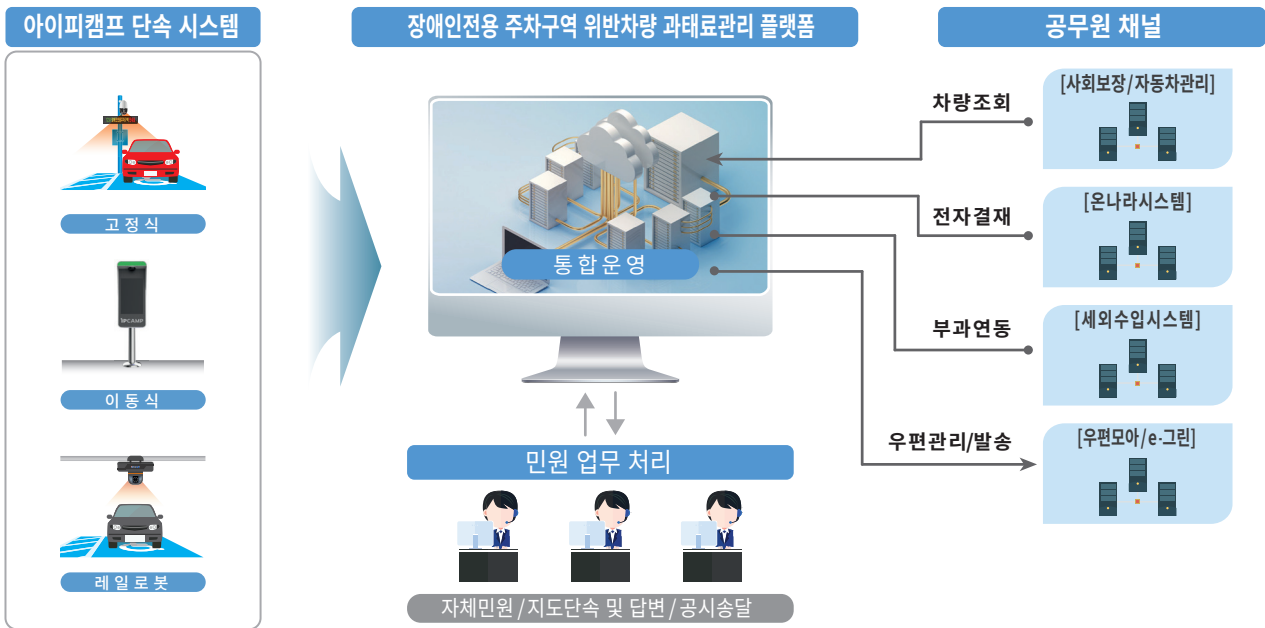 아이피캠프 단속 시스템
고정식
IPCAMP
이동식
레일로봇
장애인전용 주차구역 위반차량 과태료관리 플랫폼
통합운영
민원 업무 처리
자체민원/지도단속 및 답변/공시송달
공무원 채널
차량조회
[사회보장/자동차관리]
전자결재
[온나라시스템]
부과연동
[세외수입시스템]
우편관리/발송
[우편모아/e-그린]